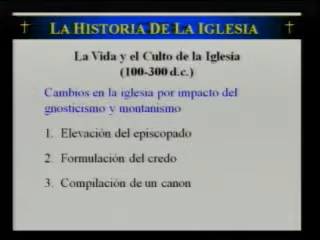 LA HISTORIA DE LA IGLESIA
La Vida y el Culto de la Iglesia
(100-300 d.c.)
Cambios en la iglesia por impacto del
gnosticismo y montanismo
1. Elevación del episcopado
2. Formulación del credo
3. Compilación de un canon